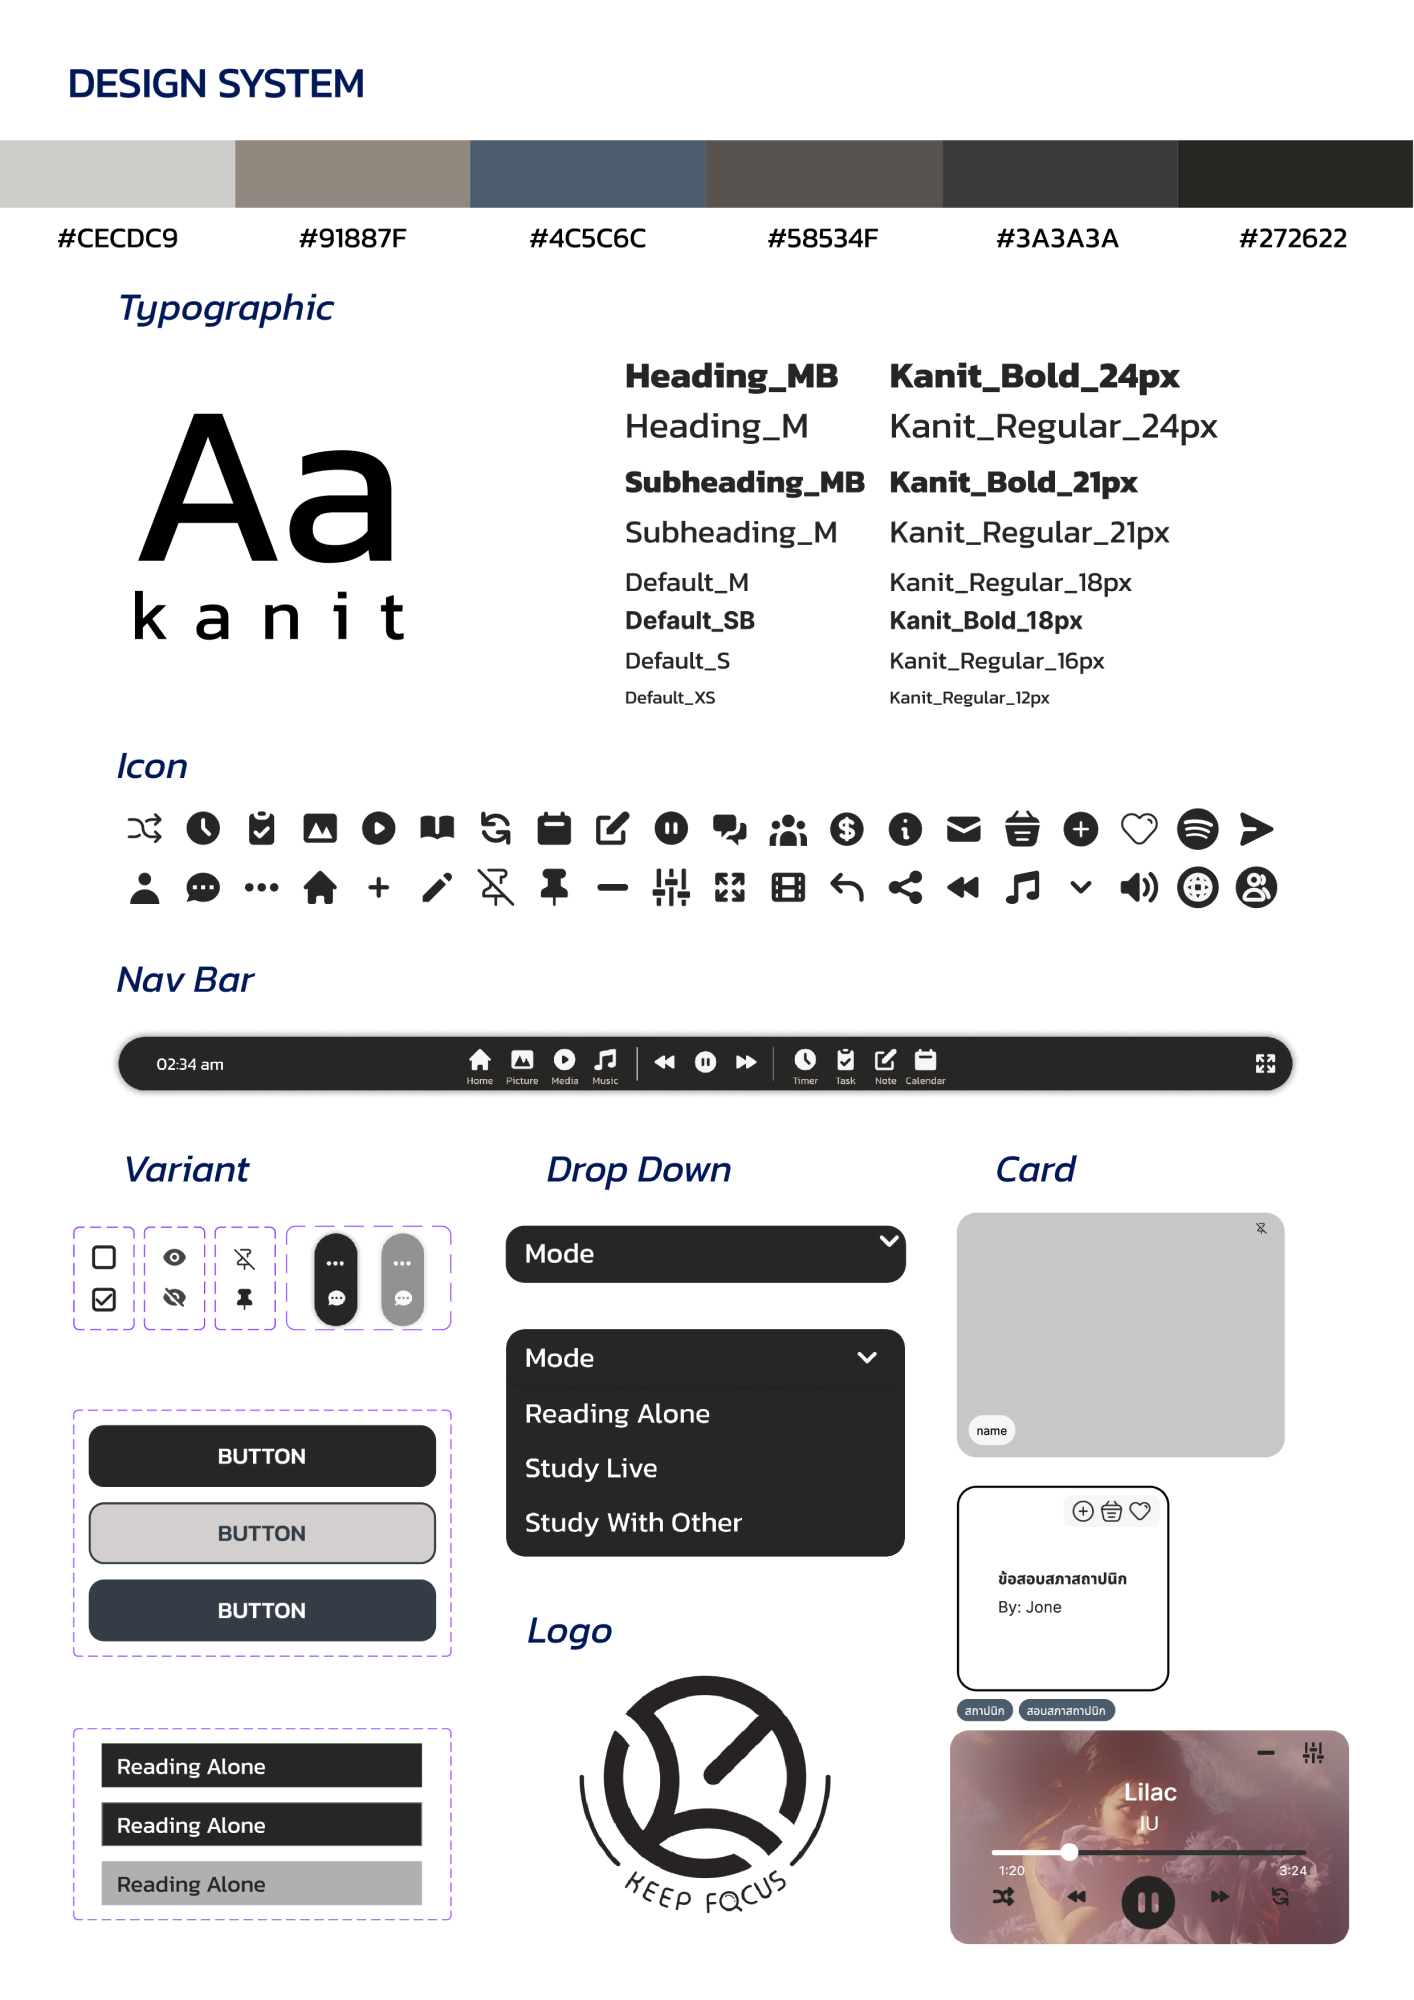 DESIGN SYSTEM
#CECDC9 #91887F #4C5C6C #58534F #3A3A3A #272622
Typographic
Aa
kanit
Heading_MB Kanit_Bold_24px
Heading_M Kanit_Regular_24px
Subheading_MB Kanit_Bold_21px
Subheading_M Kanit_Regular_21px
Default_M Kanit_Regular_18px
Default_SB Kanit_Bold_18px
Default_S Kanit_Regular_16px
Default_XS Kanit_Regular_12px
Icon
Nav Bar
02:34 am
Home Picture Media Music Timer Task Note Calendar
Variant
BUTTON
BUTTON
BUTTON
Reading Alone
Reading Alone
Reading Alone
Drop Down
Mode
Mode
Reading Alone
Study Live
Study With Other
Logo
KEEP FOCUS
Card
name
ข้อสอบสภาสถาปนิก
By: Jone
สถาปนิก สอบสภาสถาปนิก
Lilac
IU
1:20 3:24